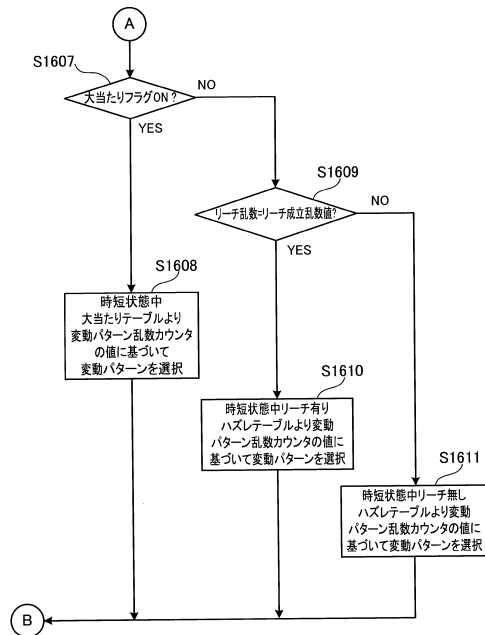 A
S1607
大当たりフラグON?
NO
YES
S1609
リーチ乱数=リーチ成立乱数値?
NO
YES
S1608
時短状態中
大当たりテーブルより
変動パターン乱数カウンタ
の値に基づいて
変動パターンを選択
S1610
時短状態中リーチ有り
ハズレテーブルより変動
パターン乱数カウンタの値に
基づいて変動パターンを選択
S1611
時短状態中リーチ無し
ハズレテーブルより変動
パターン乱数カウンタの値に
基づいて変動パターンを選択
B